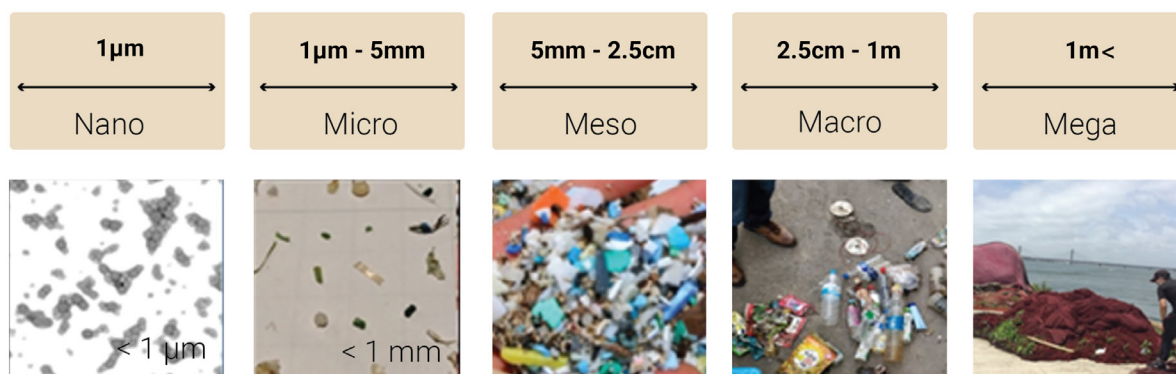 1µm
Nano
1µm - 5mm
Micro
5mm - 2.5cm
Meso
2.5cm - 1m
Macro
1m<
Mega
< 1 µm
< 1 mm